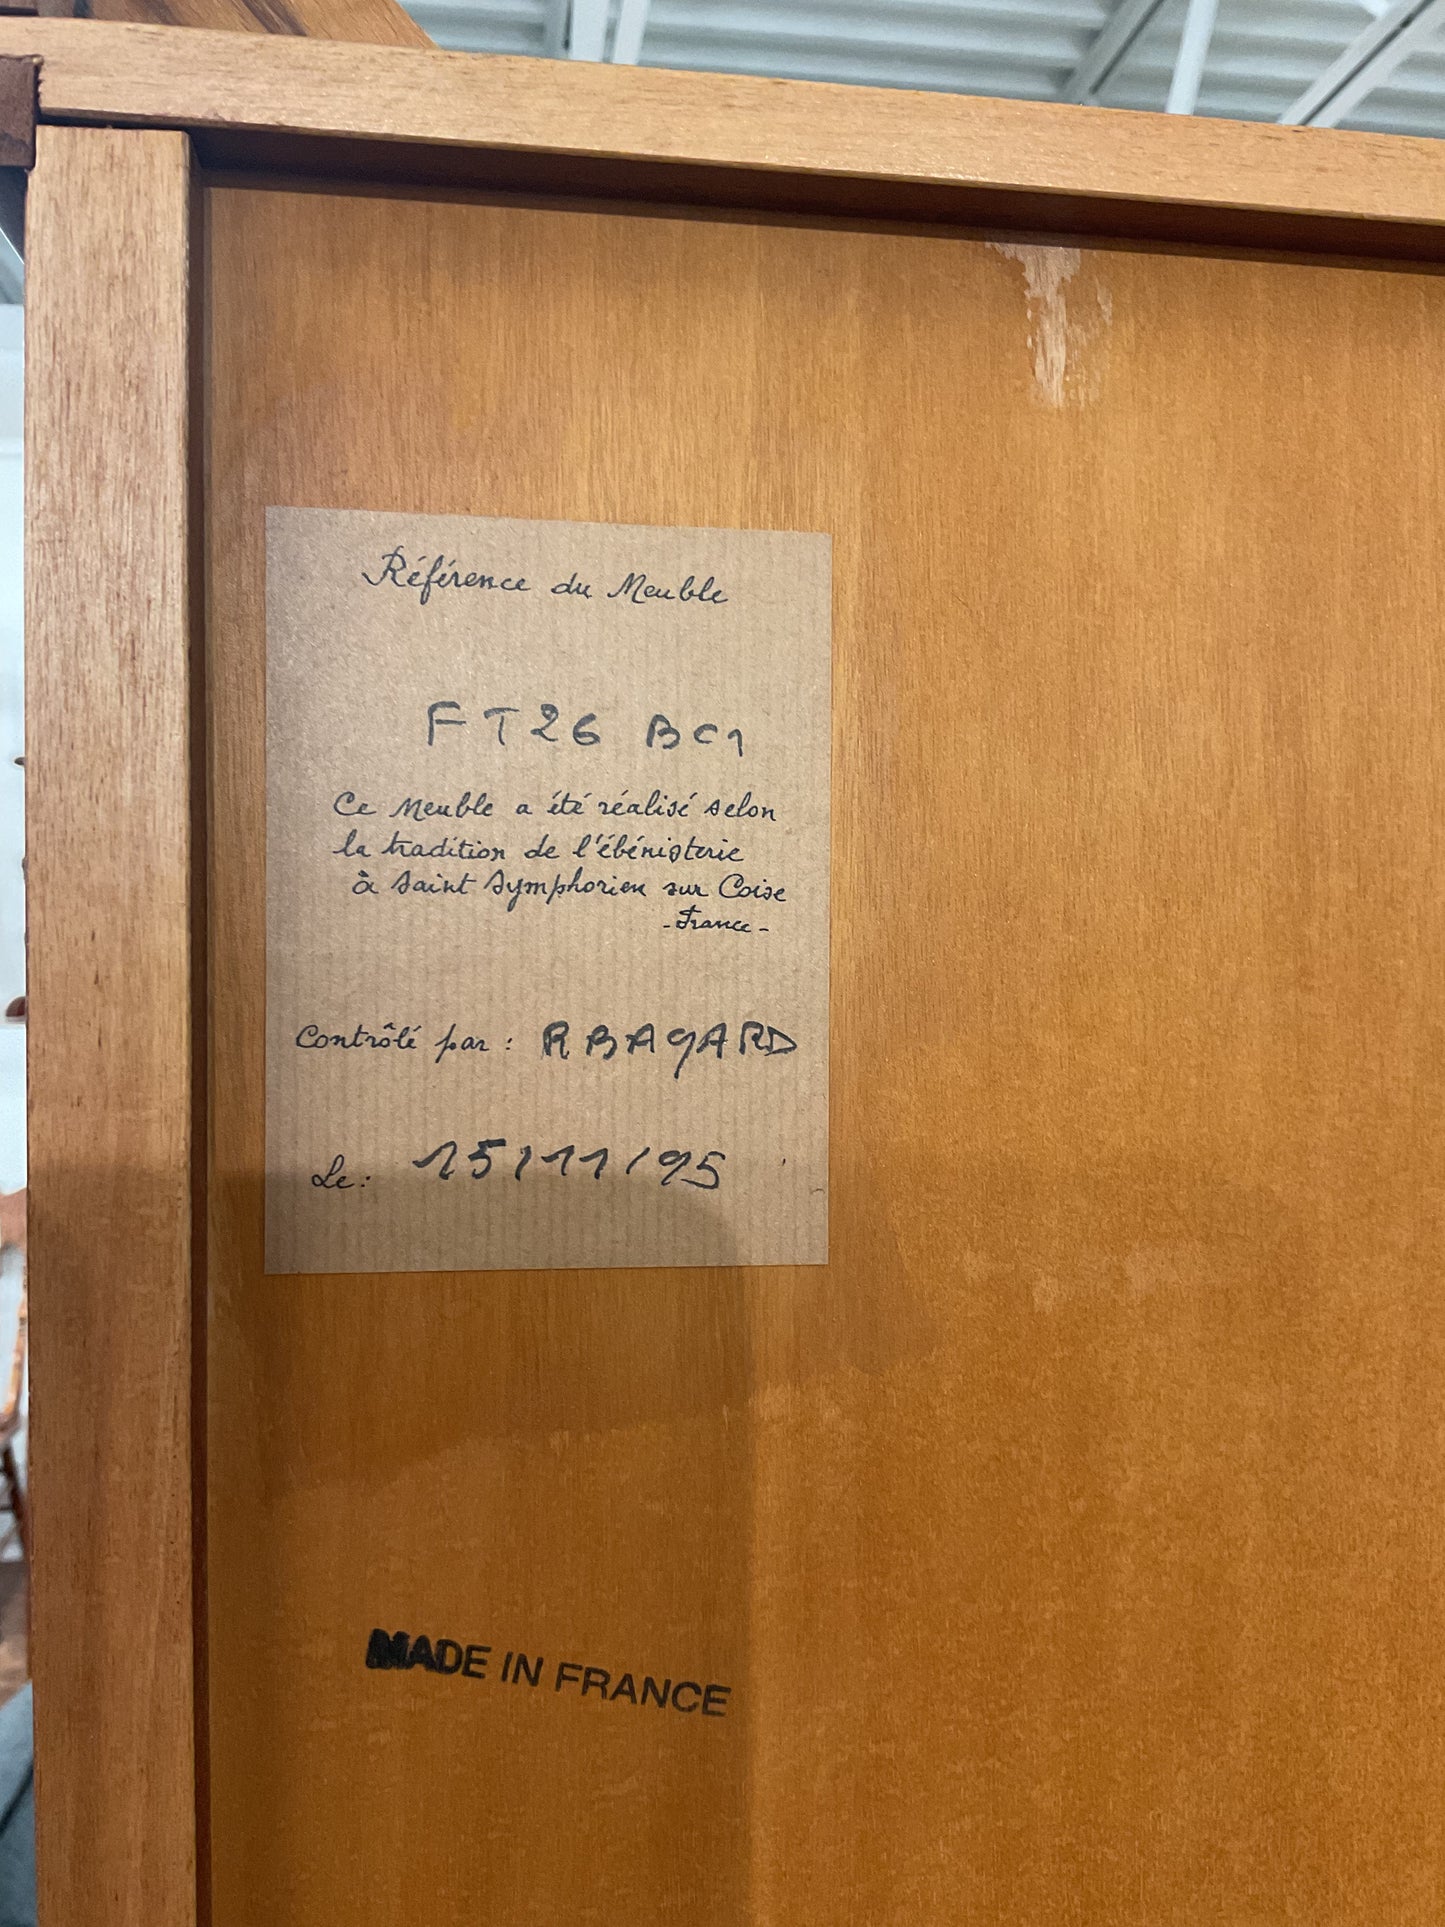 Référence du Meuble
FT26 BC1
Ce Meuble a été réalisé selon
la tradition de l'ébénisterie
à Saint Symphorien sur Coise
-France-
Contrôlé par : R BAGARD
Le: 15/11/95
MADE IN FRANCE